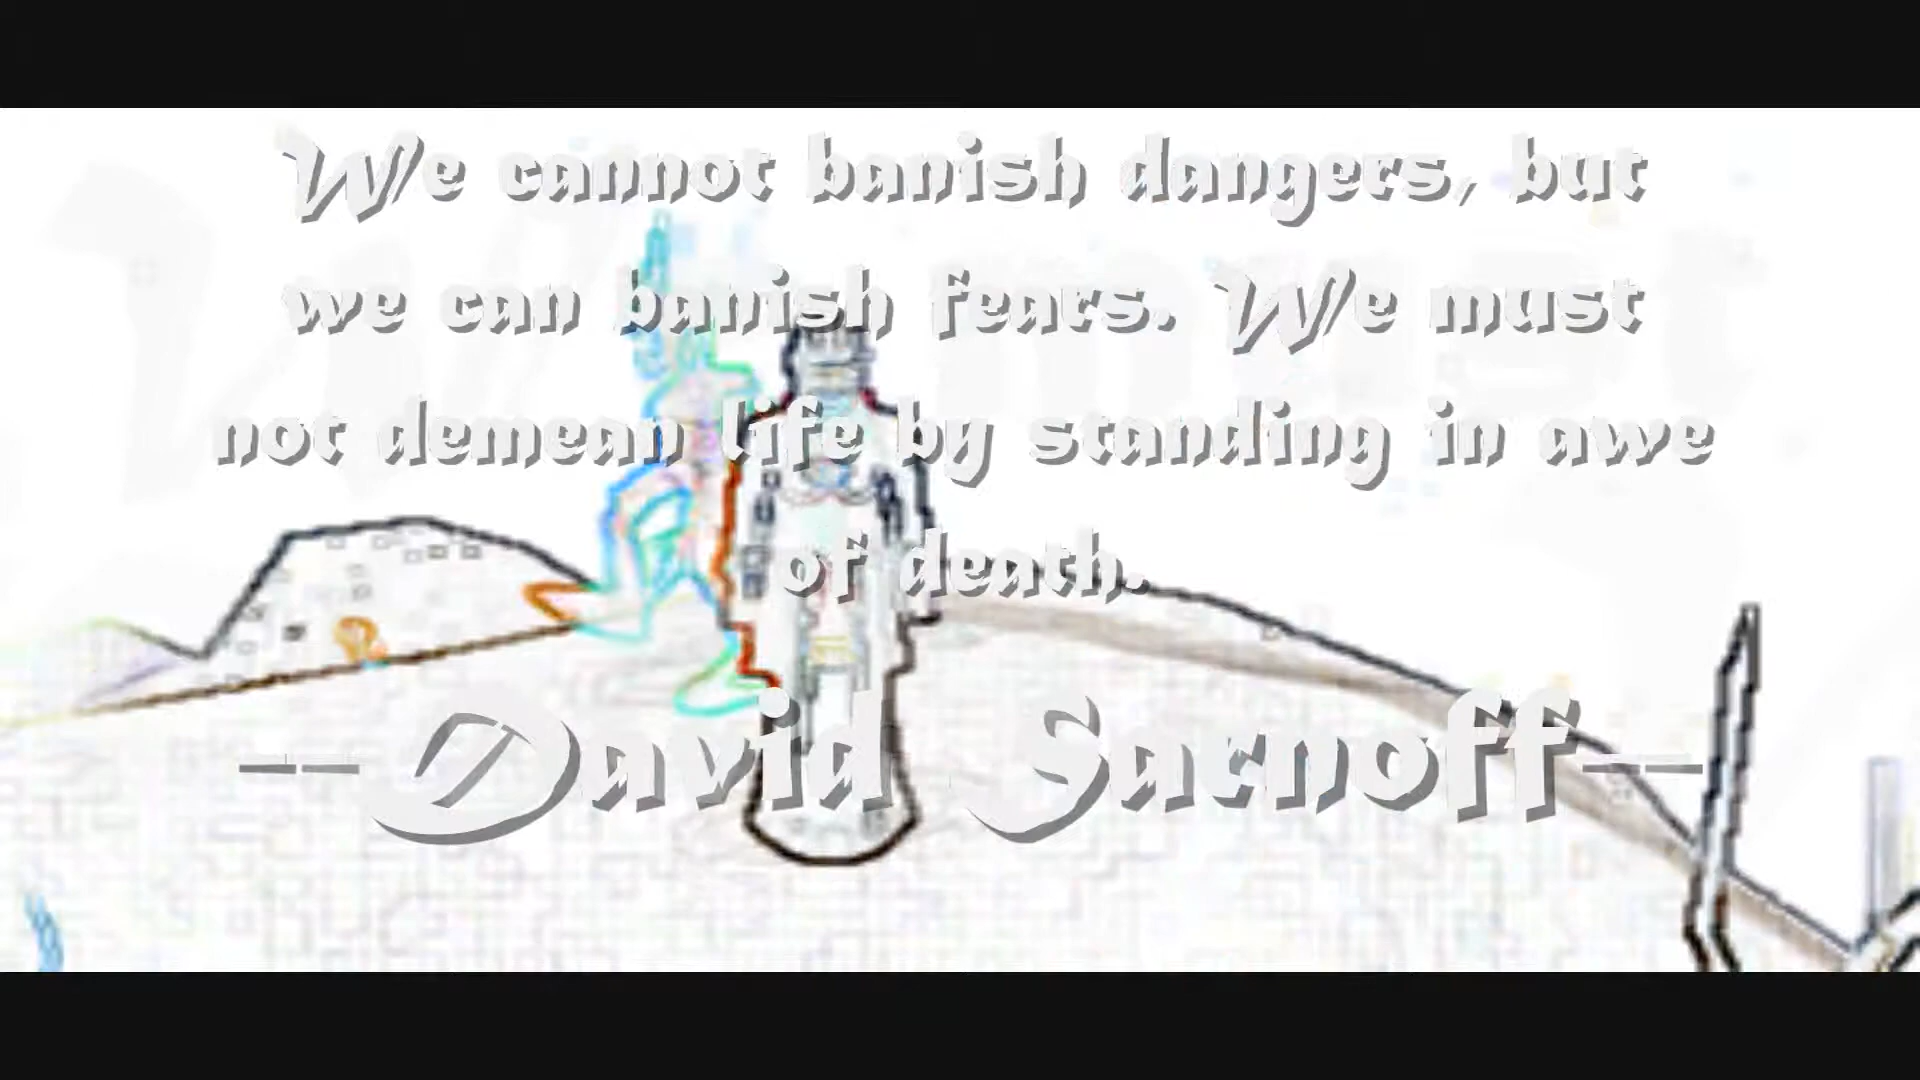 We cannot banish dangers, but
we can banish fears. We must
not demean life by standing in awe
of death.
-- David Sarnoff--